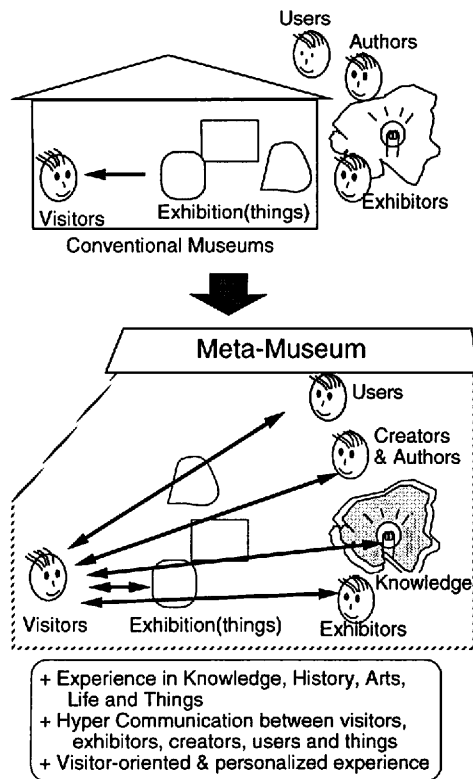 Users
Authors
Visitors
Exhibition(things)
Exhibitors
Conventional Museums
Meta-Museum
Users
Creators
& Authors
Knowledge
Visitors
Exhibition(things)
Exhibitors
+ Experience in Knowledge, History, Arts,
Life and Things
+ Hyper Communication between visitors,
exhibitors, creators, users and things
+ Visitor-oriented & personalized experience